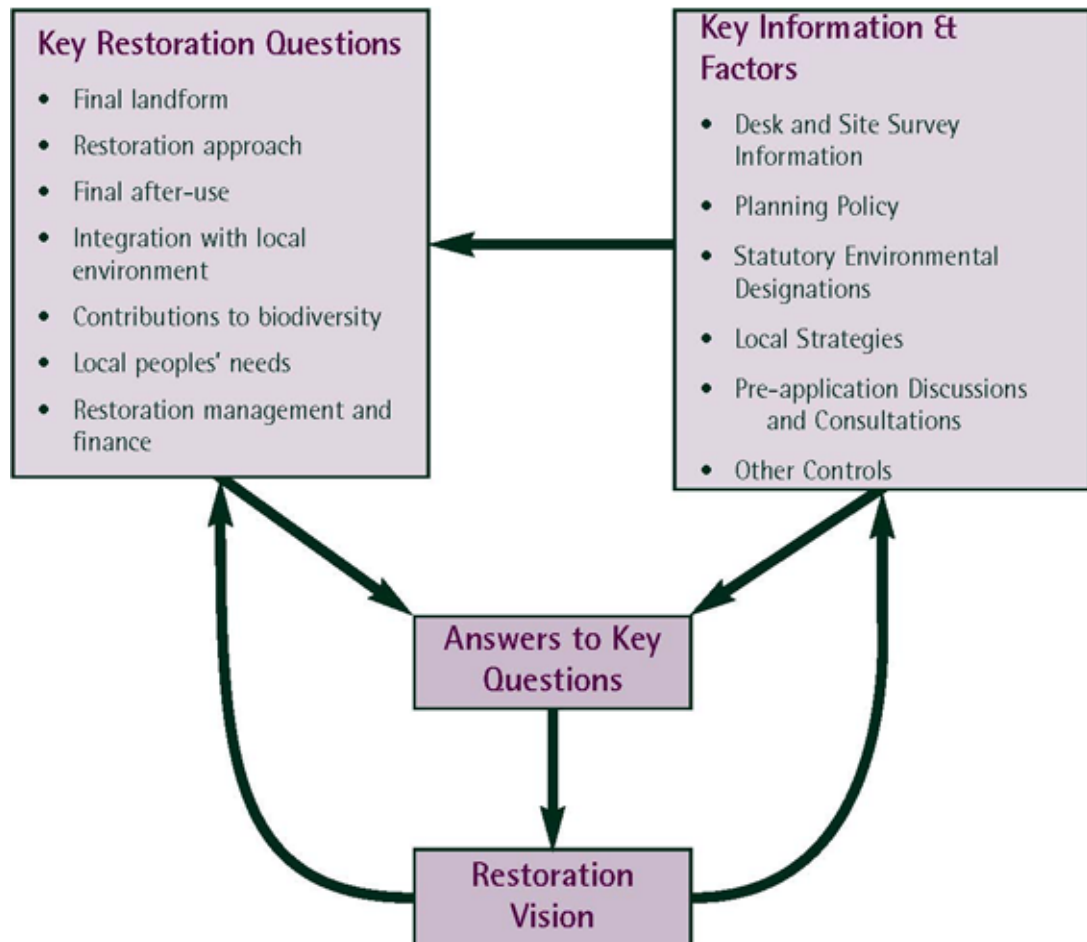 Key Restoration Questions
• Final landform
• Restoration approach
• Final after-use
• Integration with local
environment
• Contributions to biodiversity
• Local peoples' needs
• Restoration management and
finance
Key Information &
Factors
• Desk and Site Survey
Information
• Planning Policy
• Statutory Environmental
Designations
• Local Strategies
• Pre-application Discussions
and Consultations
• Other Controls
Answers to Key
Questions
Restoration
Vision